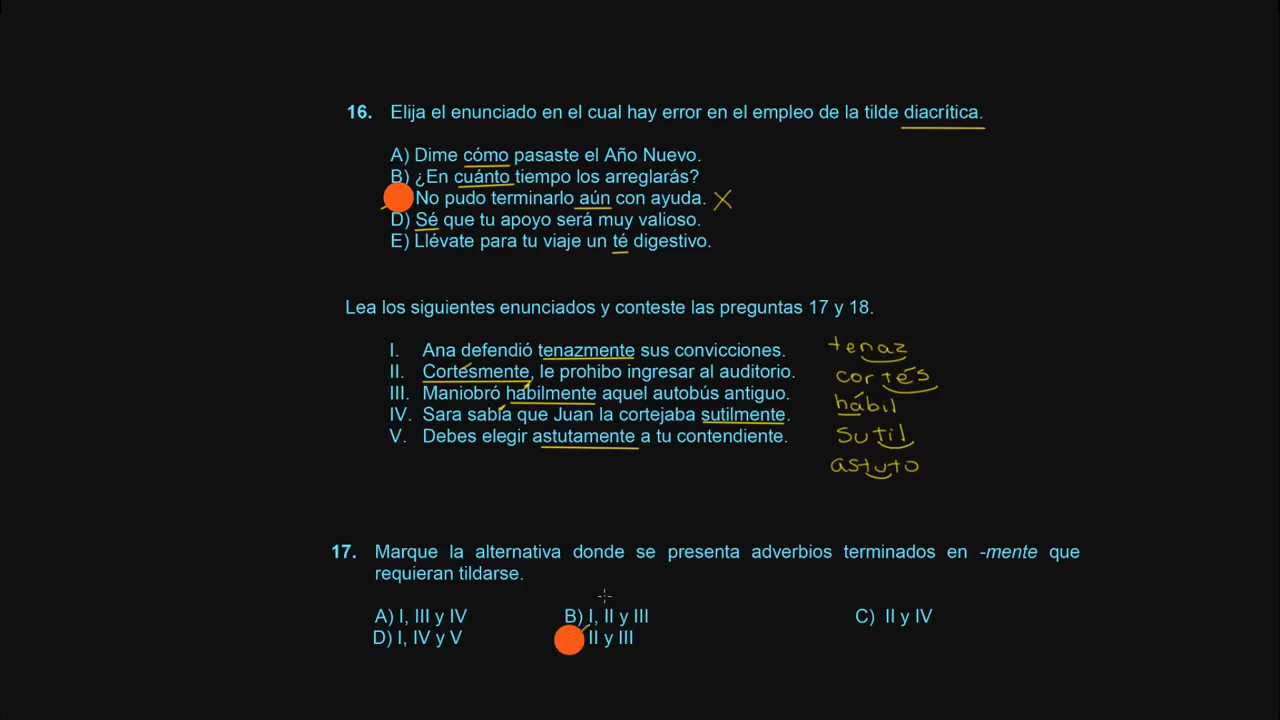 16. Elija el enunciado en el cual hay error en el empleo de la tilde diacrítica.
A) Dime cómo pasaste el Año Nuevo.
B) ¿En cuánto tiempo los arreglarás?
No pudo terminarlo aún con ayuda. X
D) Sé que tu apoyo será muy valioso.
E) Llévate para tu viaje un té digestivo.
Lea los siguientes enunciados y conteste las preguntas 17 y 18.
I. Ana defendió tenazmente sus convicciones. tenaz
II. Cortésmente, le prohibo ingresar al auditorio. cortés
III. Maniobró hábilmente aquel autobús antiguo. hábil
IV. Sara sabía que Juan la cortejaba sutilmente. sutil
V. Debes elegir astutamente a tu contendiente. astuto
17. Marque la alternativa donde se presenta adverbios terminados en -mente que
requieran tildarse.
A) I, III y IV B) I, II y III C) II y IV
D) I, IV y V II y III